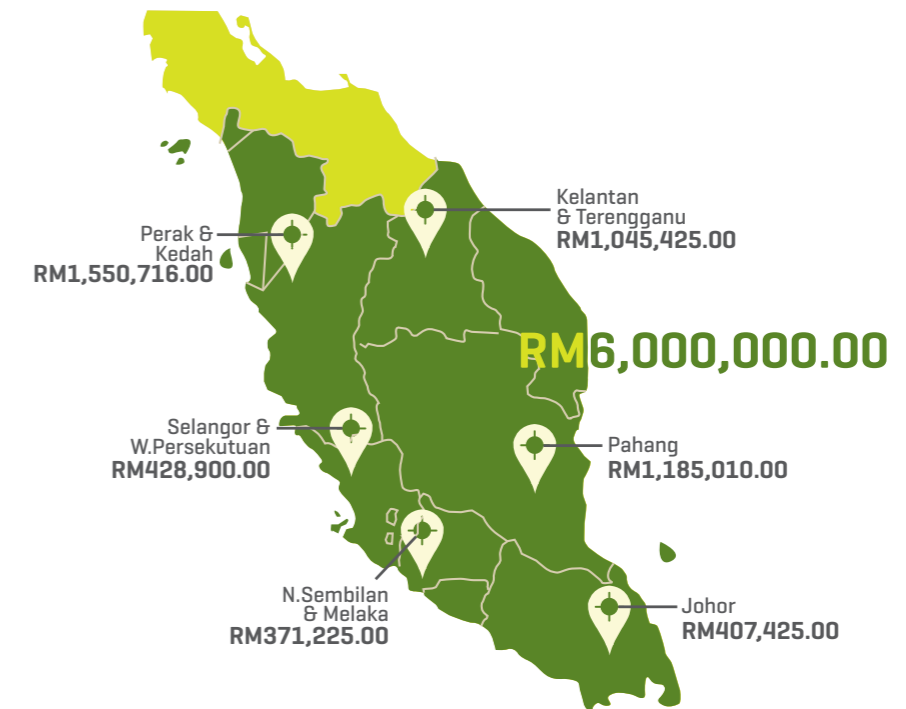 Kelantan
& Terengganu
RM1,045,425.00
Perak &
Kedah
RM1,550,716.00
RM6,000,000.00
Selangor &
W.Persekutuan
RM428,900.00
Pahang
RM1,185,010.00
N.Sembilan
& Melaka
RM371,225.00
Johor
RM407,425.00